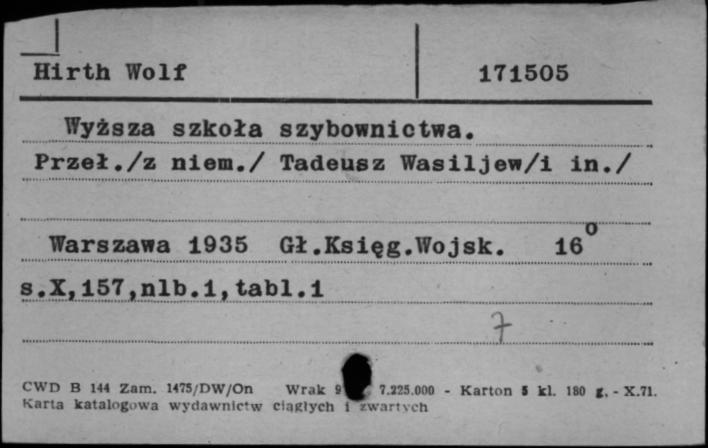 Hirth Wolf 171505
Wyższa szkoła szybownictwa.
Przeł./z niem./ Tadeusz Wasiljew/i in./
Warszawa 1935 Gł.Księg.Wojsk. 16o
s.X,157,nlb.1,tabl.1
7
CWD B 144 Zam. 1475/DW/On Wrak 7.225.000 - Karton 5 kl. 180 g. - X.71.
Karta katalogowa wydawnictw ciągłych i zwartych